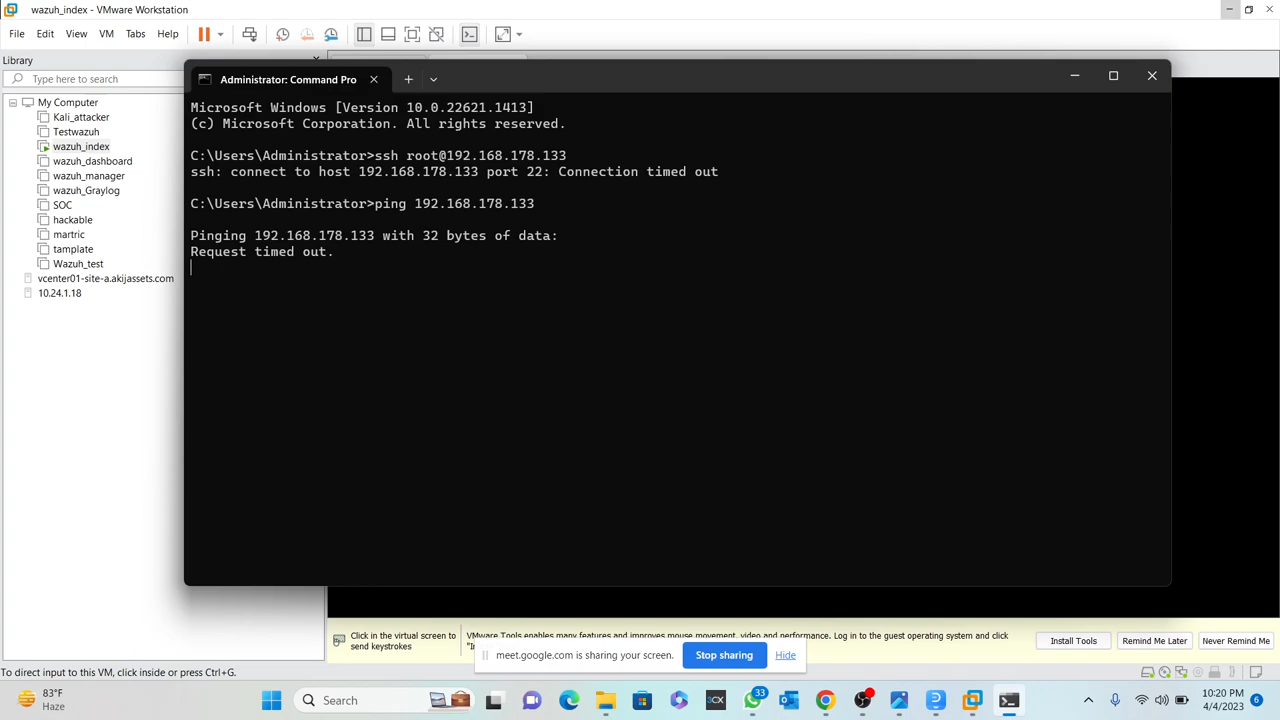 wazuh_index - VMware Workstation
File Edit View VM Tabs Help
Library
Type here to search
My Computer
Kali_attacker
Testwazuh
wazuh_index
wazuh_dashboard
wazuh_manager
wazuh_Graylog
SOC
hackable
martric
tamplate
Wazuh_test
vcenter01-site-a.akijassets.com
10.24.1.18
Administrator: Command Pro
Microsoft Windows [Version 10.0.22621.1413]
(c) Microsoft Corporation. All rights reserved.
C:\Users\Administrator>ssh root@192.168.178.133
ssh: connect to host 192.168.178.133 port 22: Connection timed out
C:\Users\Administrator>ping 192.168.178.133
Pinging 192.168.178.133 with 32 bytes of data:
Request timed out.
Click in the virtual screen to
send keystrokes
VMware Tools enables many features and improves mouse movement, video and performance. Log in to the guest operating system and click
Install Tools
Remind Me Later
Never Remind Me
meet.google.com is sharing your screen.
Stop sharing
Hide
To direct input to this VM, click inside or press Ctrl+G.
83°F
Haze
Search
3CX
33
10:20 PM
4/4/2023
6